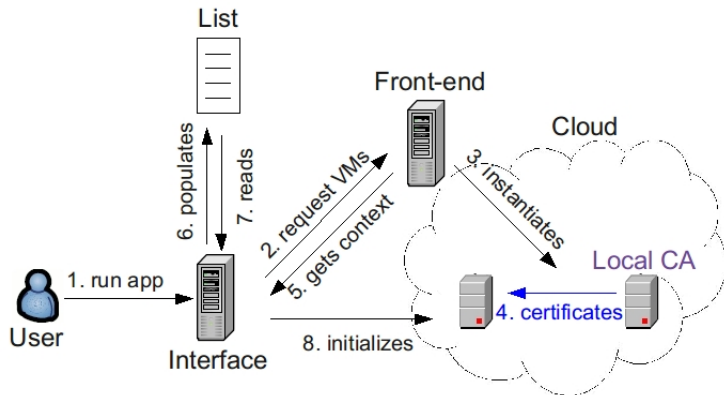 List
Front-end
Cloud
6. populates
7. reads
2. request VMs
5. gets context
3. instantiates
Local CA
1. run app
4. certificates
User
Interface
8. initializes